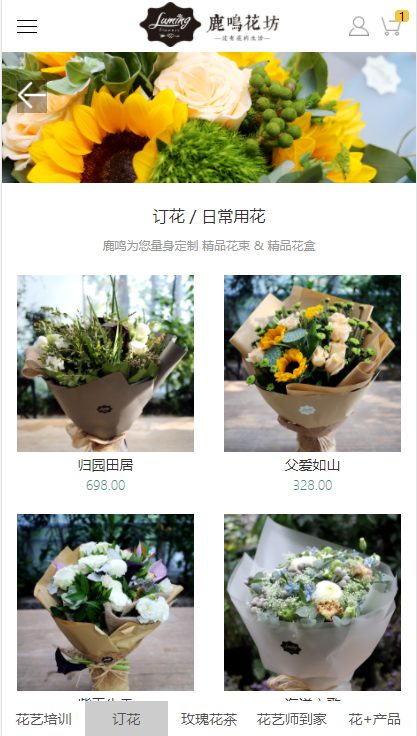 Luming
FLOWERS
鹿鸣花坊
—过有花的生活—
1
订花 / 日常用花
鹿鸣为您量身定制 精品花束 & 精品花盒
归园田居
698.00
父爱如山
328.00
花艺培训
订花
玫瑰花茶
花艺师到家
花+产品